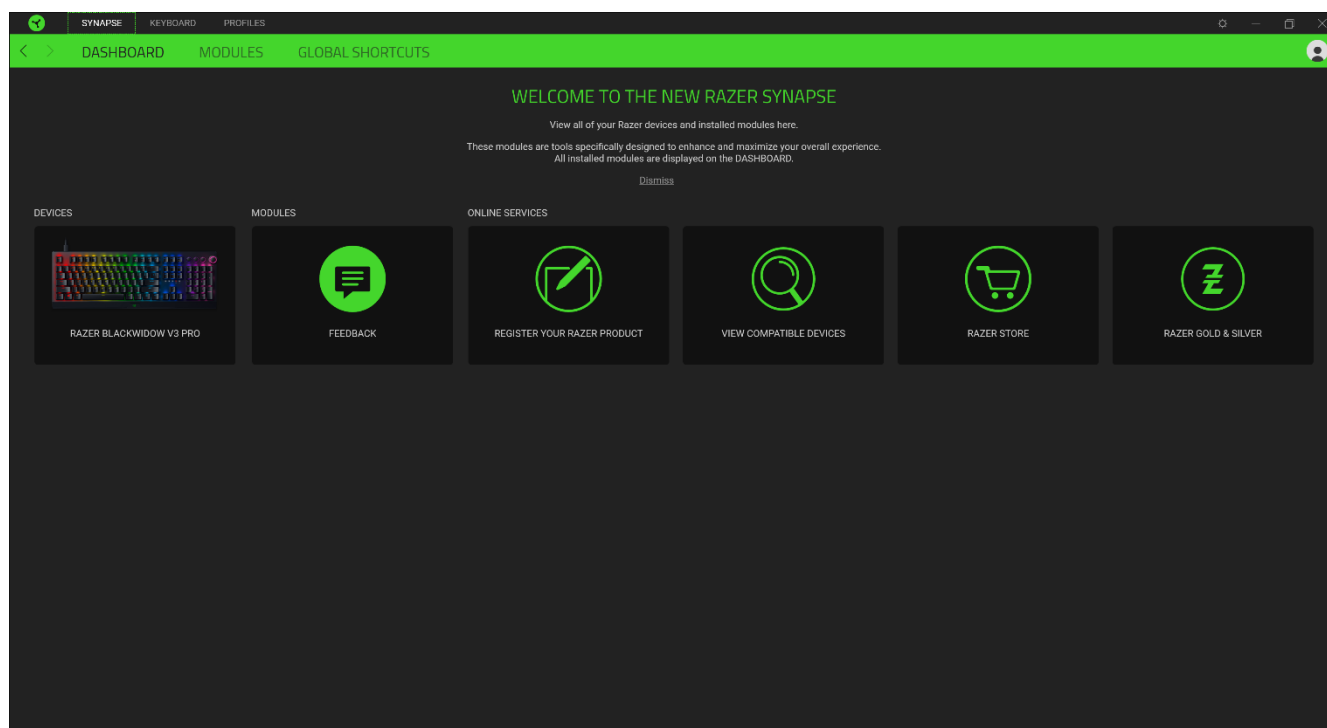 SYNAPSE KEYBOARD PROFILES
DASHBOARD MODULES GLOBAL SHORTCUTS
WELCOME TO THE NEW RAZER SYNAPSE
View all of your Razer devices and installed modules here.
These modules are tools specifically designed to enhance and maximize your overall experience.
All installed modules are displayed on the DASHBOARD.
Dismiss
DEVICES MODULES ONLINE SERVICES
RAZER BLACKWIDOW V3 PRO FEEDBACK REGISTER YOUR RAZER PRODUCT VIEW COMPATIBLE DEVICES RAZER STORE RAZER GOLD & SILVER